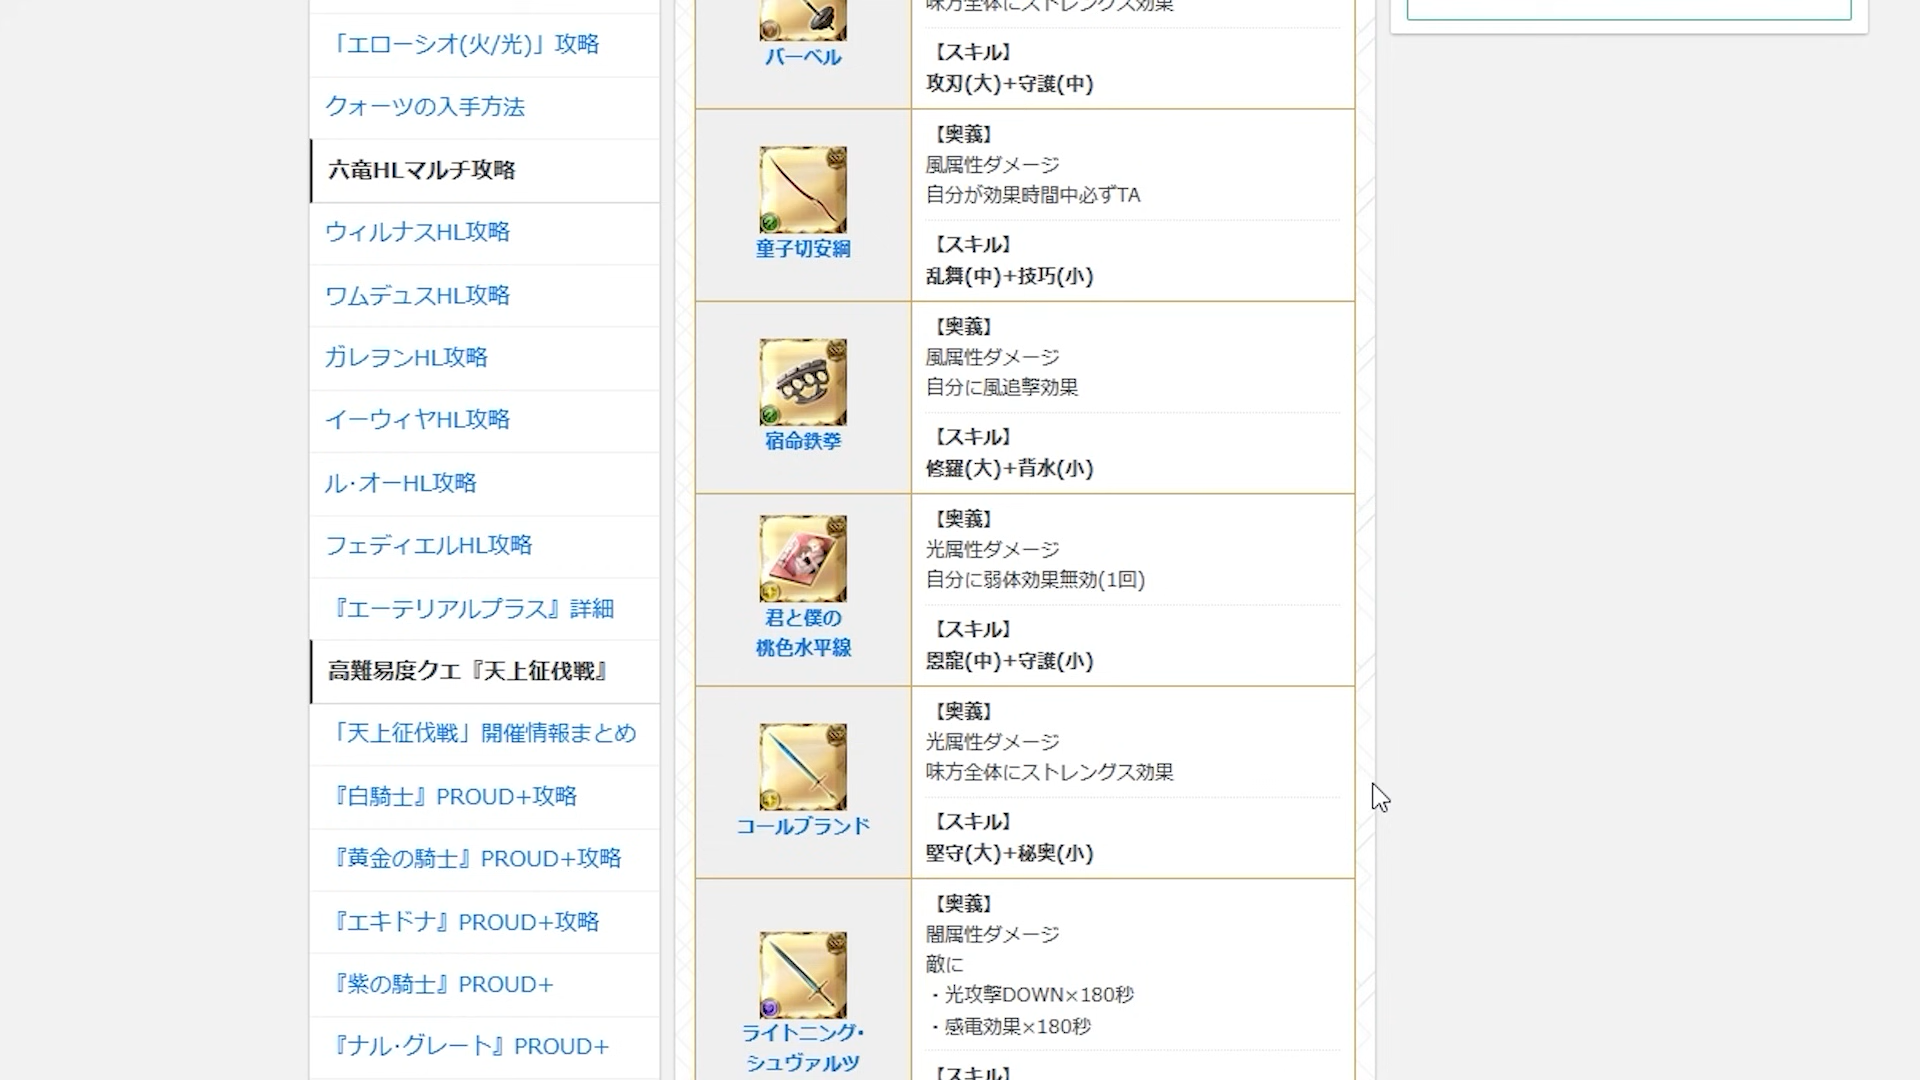 「エローシオ(火/光)」攻略
クォーツの入手方法
六竜HLマルチ攻略
ウィルナスHL攻略
ワムデュスHL攻略
ガレヲンHL攻略
イーウィヤHL攻略
ル・オーHL攻略
フェディエルHL攻略
『エーテリアルプラス』詳細
高難易度クエ『天上征伐戦』
「天上征伐戦」開催情報まとめ
『白騎士』PROUD+攻略
『黄金の騎士』PROUD+攻略
『エキドナ』PROUD+攻略
『紫の騎士』PROUD+
『ナル・グレート』PROUD+
味方全体にストレングス効果
バーベル
【スキル】
攻刃(大)+守護(中)
【奥義】
風属性ダメージ
自分が効果時間中必ずTA
童子切安綱
【スキル】
乱舞(中)+技巧(小)
【奥義】
風属性ダメージ
自分に風追撃効果
宿命鉄拳
【スキル】
修羅(大)+背水(小)
【奥義】
光属性ダメージ
自分に弱体効果無効(1回)
君と僕の
桃色水平線
【スキル】
恩寵(中)+守護(小)
【奥義】
光属性ダメージ
味方全体にストレングス効果
コールブランド
【スキル】
堅守(大)+秘奥(小)
【奥義】
闇属性ダメージ
敵に
・光攻撃DOWN×180秒
・感電効果×180秒
ライトニング・
シュヴァルツ
【スキル】